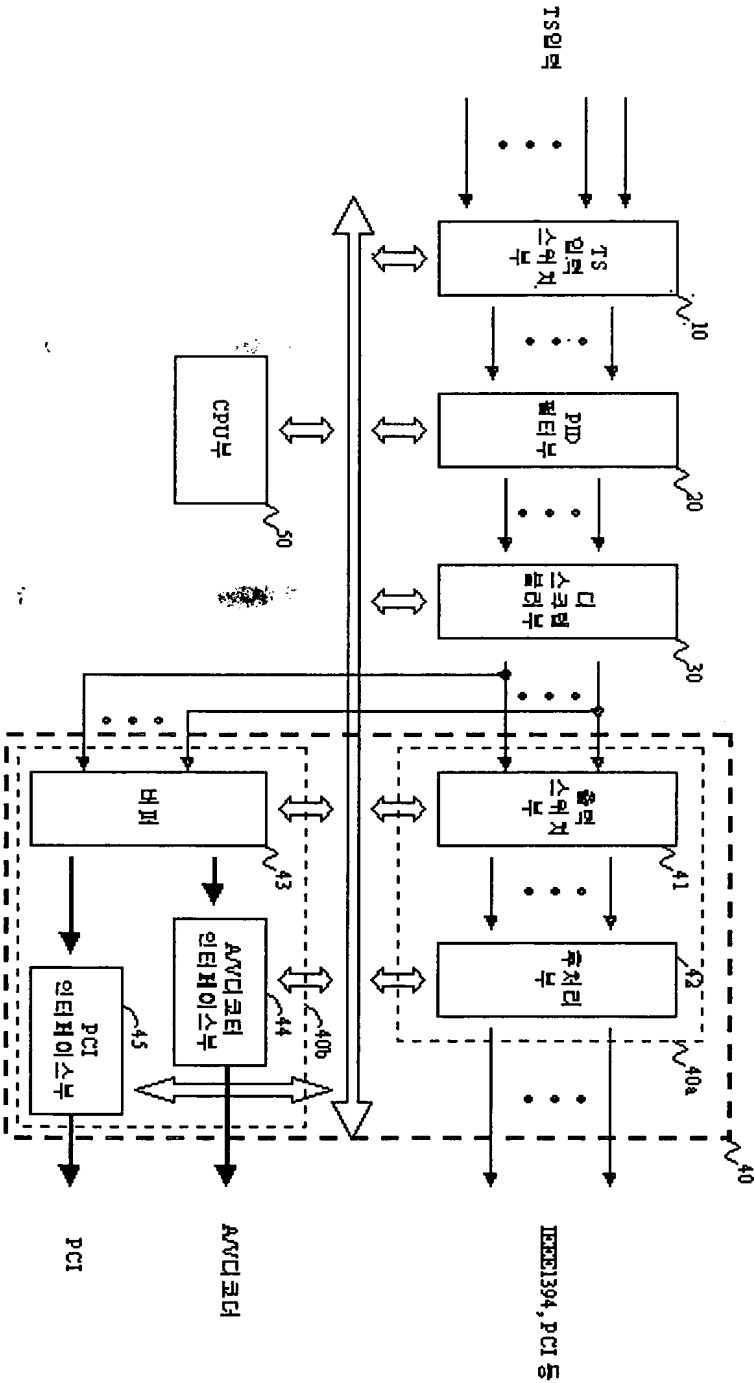 TS입력
TS
입력
스위치
부
10
PID
필터부
20
디
스크램
블러부
30
CPU부
50
출력
스위치
부
41
후처리
부
42
40a
버퍼
43
A/V디코더
인터페이스부
44
40b
PCI
인터페이스부
45
40
IEEE1394, PCI 등
A/V디코더
PCI